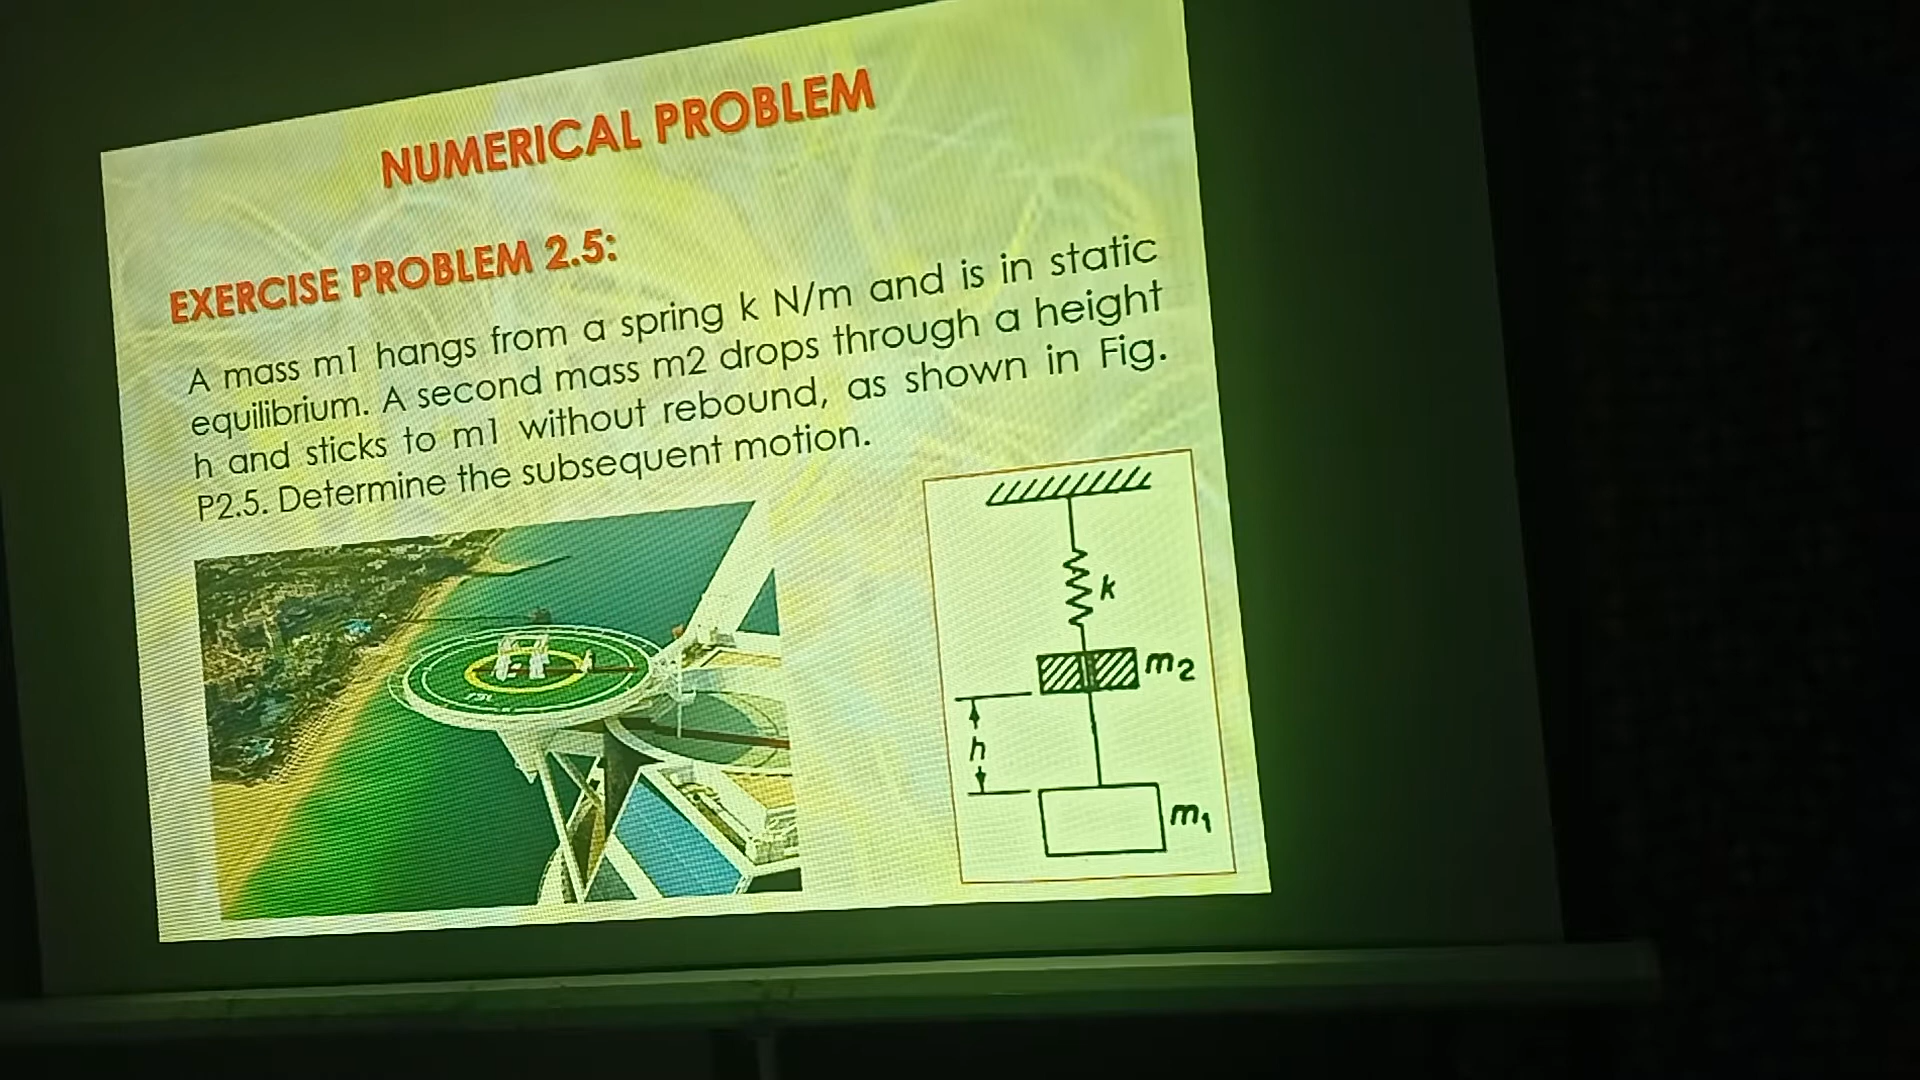 NUMERICAL PROBLEM
EXERCISE PROBLEM 2.5:
A mass m1 hangs from a spring k N/m and is in static
equilibrium. A second mass m2 drops through a height
h and sticks to m1 without rebound, as shown in Fig.
P2.5. Determine the subsequent motion.
k
m₂
h
m₁